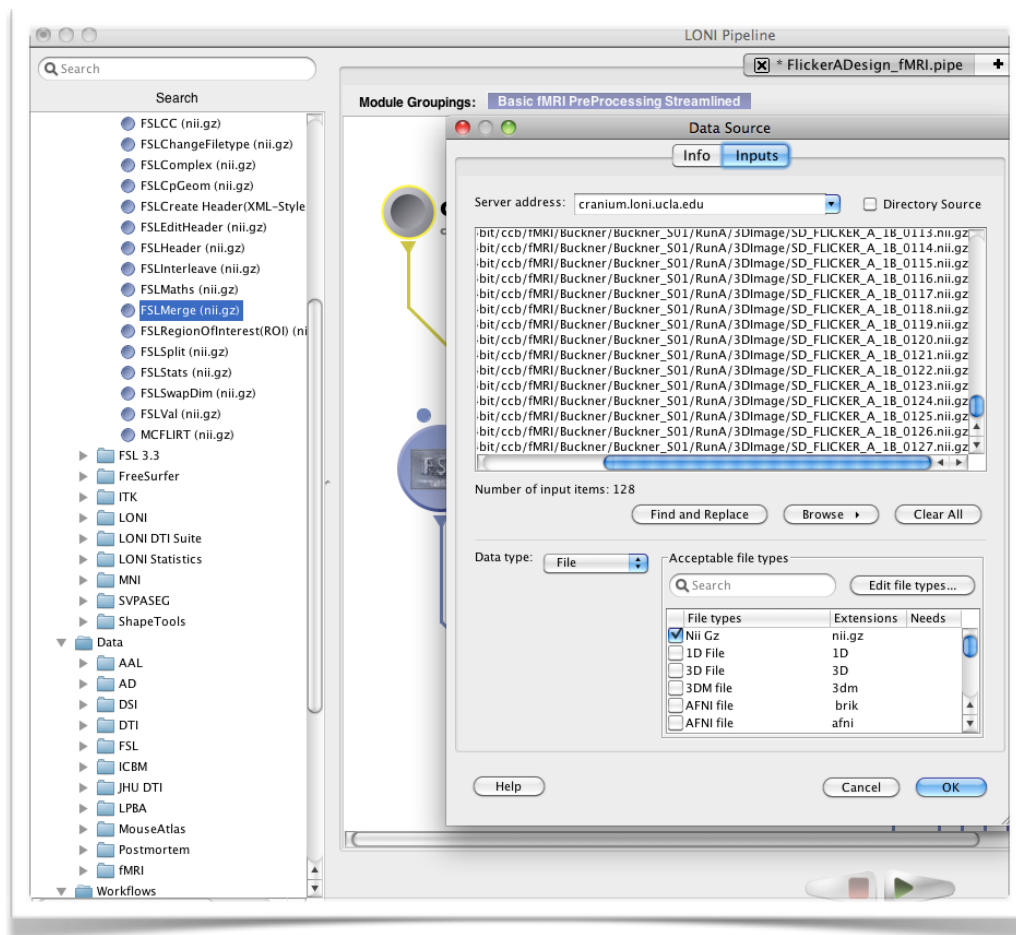 LONI Pipeline
Search
* FlickerADesign_fMRI.pipe
Search
Module Groupings: Basic fMRI PreProcessing Streamlined
FSLCC (nii.gz)
FSLChangeFiletype (nii.gz)
FSLComplex (nii.gz)
FSLCpGeom (nii.gz)
FSLCreate Header(XML-Style
FSLEditHeader (nii.gz)
FSLHeader (nii.gz)
FSLInterleave (nii.gz)
FSLMaths (nii.gz)
FSLMerge (nii.gz)
FSLRegionOfInterest(ROI) (ni
FSLSplit (nii.gz)
FSLStats (nii.gz)
FSLSwapDim (nii.gz)
FSLVal (nii.gz)
MCFLIRT (nii.gz)
FSL 3.3
FreeSurfer
ITK
LONI
LONI DTI Suite
LONI Statistics
MNI
SVPASEG
ShapeTools
Data
AAL
AD
DSI
DTI
FSL
ICBM
JHU DTI
LPBA
MouseAtlas
Postmortem
fMRI
Workflows
Data Source
Info Inputs
Server address: cranium.loni.ucla.edu Directory Source
bit/ccb/fMRI/Buckner/Buckner_S01/RunA/3DImage/SD_FLICKER_A_1B_0113.nii.gz
bit/ccb/fMRI/Buckner/Buckner_S01/RunA/3DImage/SD_FLICKER_A_1B_0114.nii.gz
bit/ccb/fMRI/Buckner/Buckner_S01/RunA/3DImage/SD_FLICKER_A_1B_0115.nii.gz
bit/ccb/fMRI/Buckner/Buckner_S01/RunA/3DImage/SD_FLICKER_A_1B_0116.nii.gz
bit/ccb/fMRI/Buckner/Buckner_S01/RunA/3DImage/SD_FLICKER_A_1B_0117.nii.gz
bit/ccb/fMRI/Buckner/Buckner_S01/RunA/3DImage/SD_FLICKER_A_1B_0118.nii.gz
bit/ccb/fMRI/Buckner/Buckner_S01/RunA/3DImage/SD_FLICKER_A_1B_0119.nii.gz
bit/ccb/fMRI/Buckner/Buckner_S01/RunA/3DImage/SD_FLICKER_A_1B_0120.nii.gz
bit/ccb/fMRI/Buckner/Buckner_S01/RunA/3DImage/SD_FLICKER_A_1B_0121.nii.gz
bit/ccb/fMRI/Buckner/Buckner_S01/RunA/3DImage/SD_FLICKER_A_1B_0122.nii.gz
bit/ccb/fMRI/Buckner/Buckner_S01/RunA/3DImage/SD_FLICKER_A_1B_0123.nii.gz
bit/ccb/fMRI/Buckner/Buckner_S01/RunA/3DImage/SD_FLICKER_A_1B_0124.nii.gz
bit/ccb/fMRI/Buckner/Buckner_S01/RunA/3DImage/SD_FLICKER_A_1B_0125.nii.gz
bit/ccb/fMRI/Buckner/Buckner_S01/RunA/3DImage/SD_FLICKER_A_1B_0126.nii.gz
bit/ccb/fMRI/Buckner/Buckner_S01/RunA/3DImage/SD_FLICKER_A_1B_0127.nii.gz
Number of input items: 128
Find and Replace Browse Clear All
Data type: File
Acceptable file types
Search Edit file types...
File types Extensions Needs
Nii Gz nii.gz
1D File 1D
3D File 3D
3DM file 3dm
AFNI file brik
AFNI file afni
Help Cancel OK